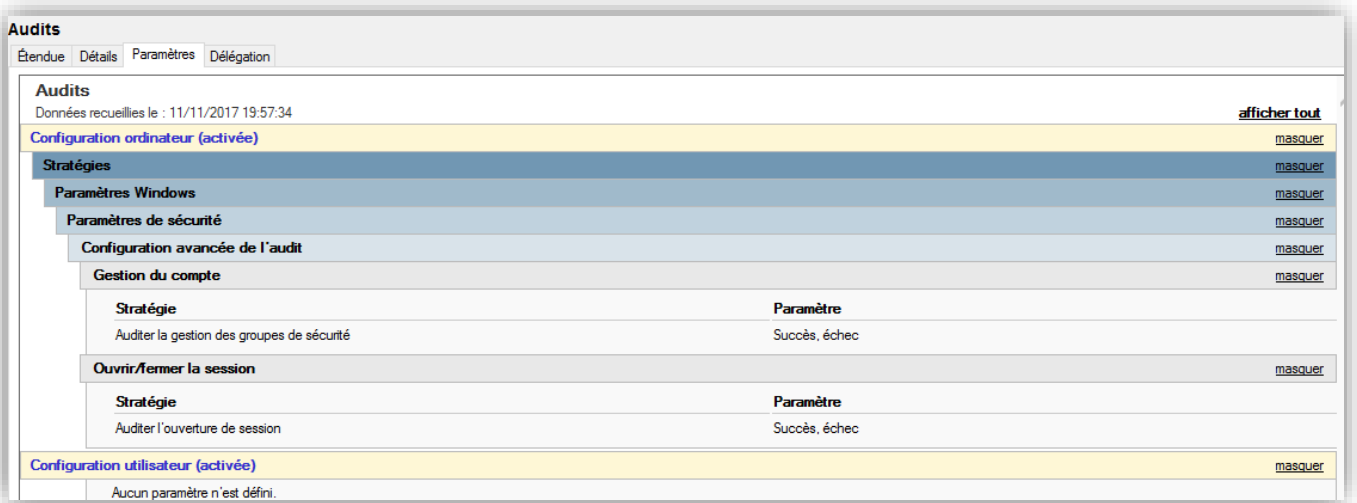 Audits
Étendue Détails Paramètres Délégation
Audits
Données recueillies le : 11/11/2017 19:57:34 afficher tout
Configuration ordinateur (activée) masquer
Stratégies masquer
Paramètres Windows masquer
Paramètres de sécurité masquer
Configuration avancée de l'audit masquer
Gestion du compte masquer
Stratégie Paramètre
Auditer la gestion des groupes de sécurité Succès, échec
Ouvrir/fermer la session masquer
Stratégie Paramètre
Auditer l'ouverture de session Succès, échec
Configuration utilisateur (activée) masquer
Aucun paramètre n'est défini.